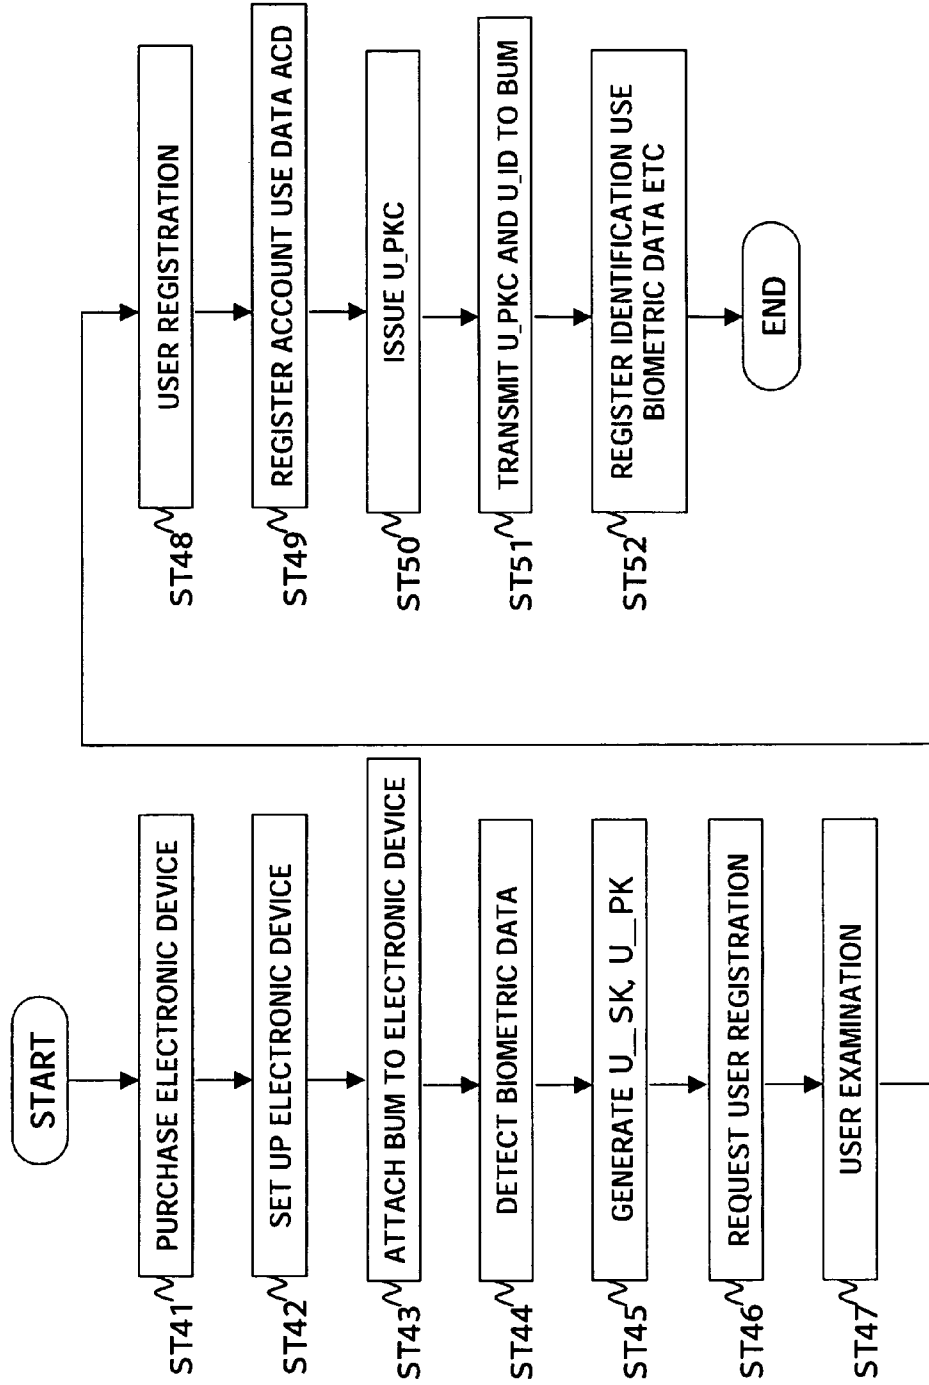 START
ST41
PURCHASE ELECTRONIC DEVICE
ST42
SET UP ELECTRONIC DEVICE
ST43
ATTACH BUM TO ELECTRONIC DEVICE
ST44
DETECT BIOMETRIC DATA
ST45
GENERATE U__SK, U__PK
ST46
REQUEST USER REGISTRATION
ST47
USER EXAMINATION
ST48
USER REGISTRATION
ST49
REGISTER ACCOUNT USE DATA ACD
ST50
ISSUE U_PKC
ST51
TRANSMIT U_PKC AND U_ID TO BUM
ST52
REGISTER IDENTIFICATION USE
BIOMETRIC DATA ETC
END